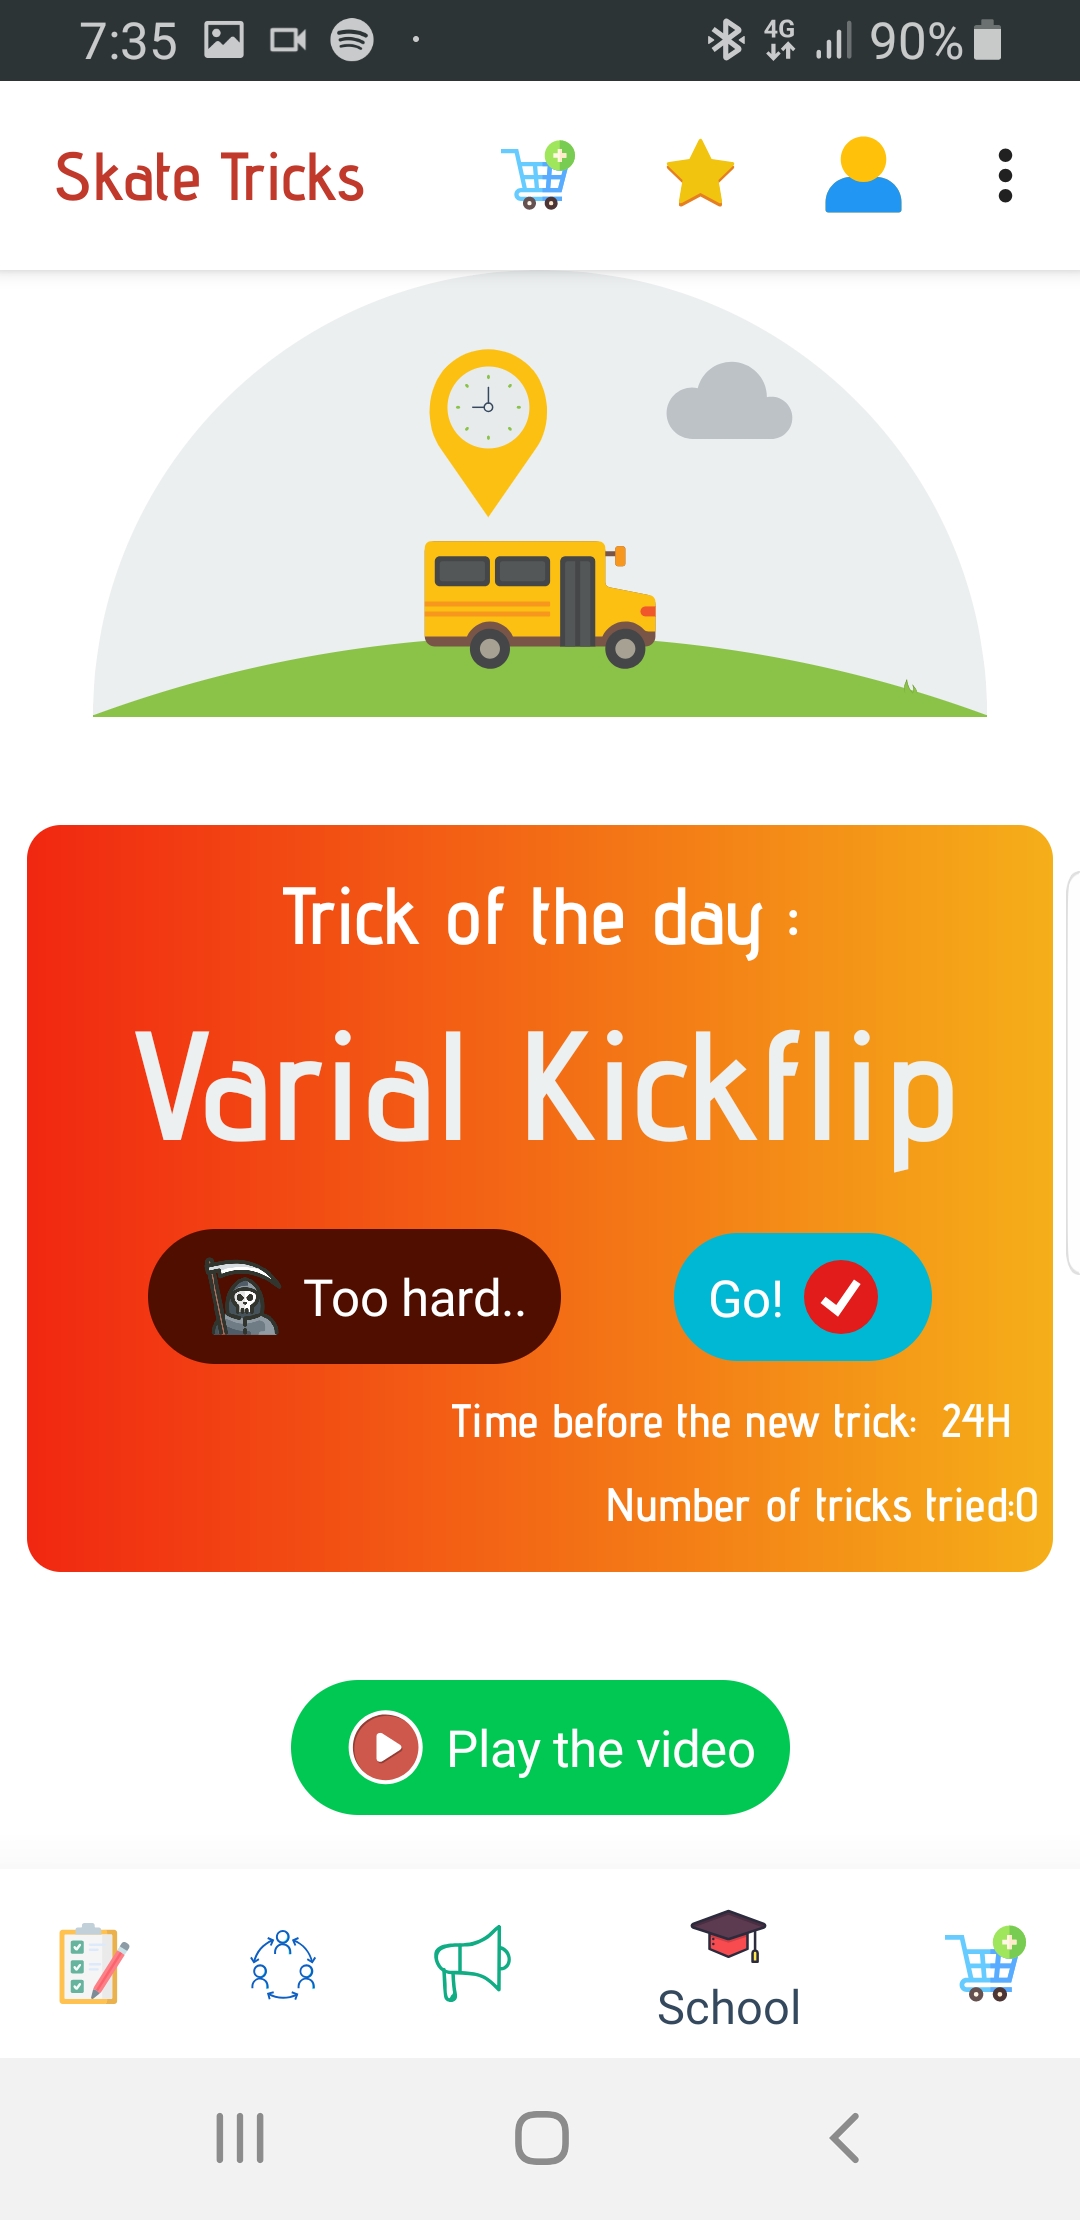 7:35
4G
90%
Skate Tricks
Trick of the day :
Varial Kickflip
Too hard..
Go!
Time before the new trick: 24H
Number of tricks tried:0
Play the video
School